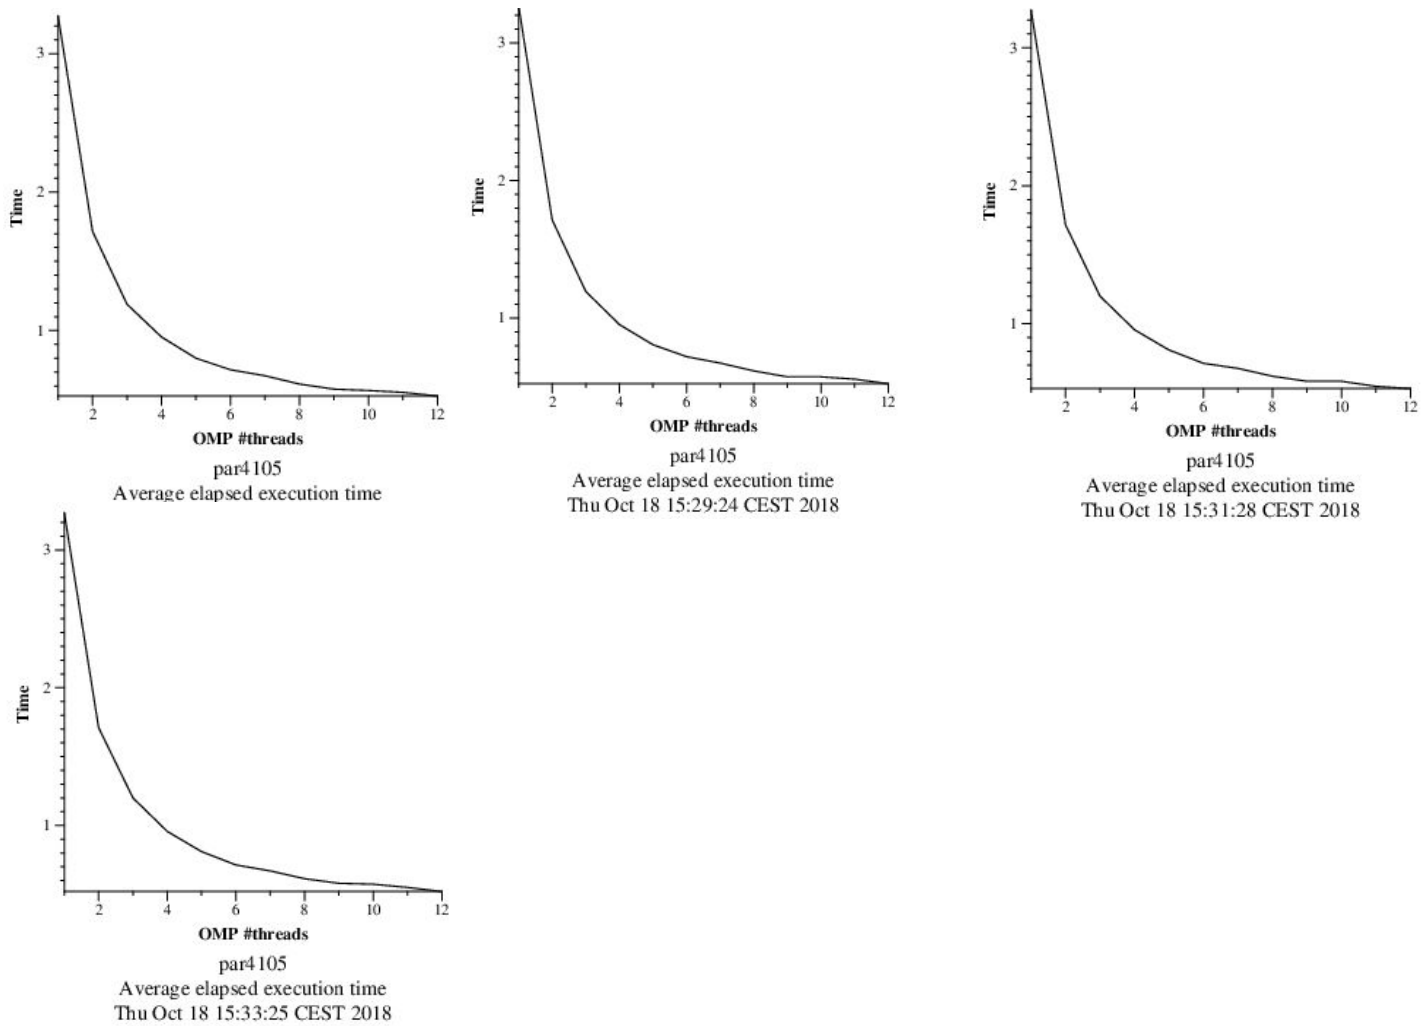 3
2
1
Time
2 4 6 8 10 12
OMP #threads
par4105
Average elapsed execution time
3
2
1
Time
2 4 6 8 10 12
OMP #threads
par4105
Average elapsed execution time
Thu Oct 18 15:29:24 CEST 2018
3
2
1
Time
2 4 6 8 10 12
OMP #threads
par4105
Average elapsed execution time
Thu Oct 18 15:31:28 CEST 2018
3
2
1
Time
2 4 6 8 10 12
OMP #threads
par4105
Average elapsed execution time
Thu Oct 18 15:33:25 CEST 2018